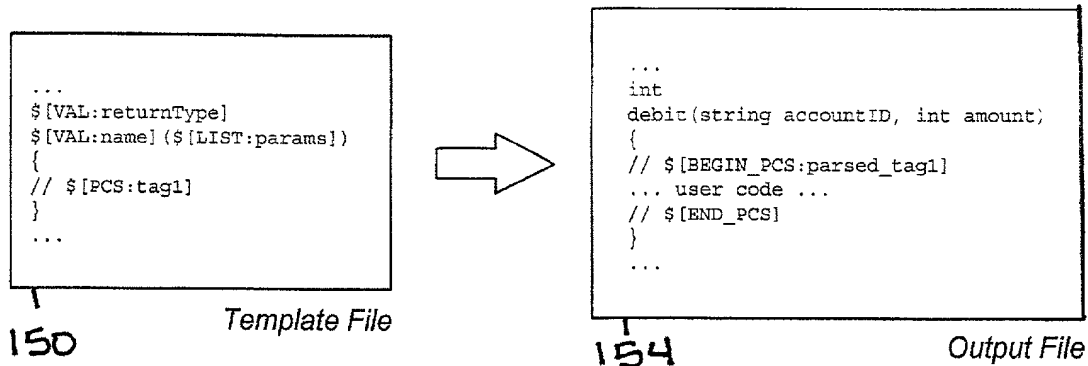 ...
$[VAL:returnType]
$[VAL:name]($[LIST:params])
{
// $[PCS:tag1]
}
...
150
Template File
...
int
debit(string accountID, int amount)
{
// $[BEGIN_PCS:parsed_tag1]
... user code ...
// $[END_PCS]
}
...
154
Output File